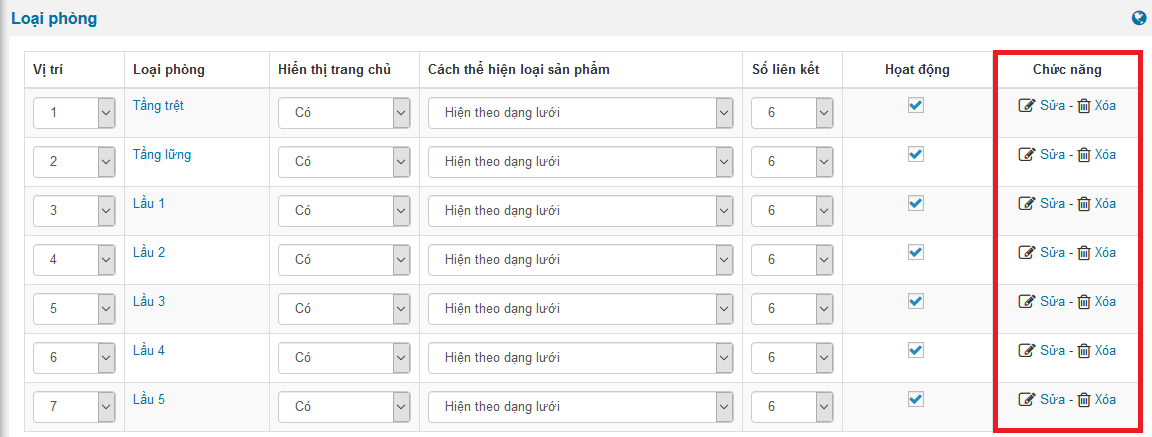 Loại phòng
Vị trí Loại phòng Hiển thị trang chủ Cách thể hiện loại sản phẩm Số liên kết Họat động Chức năng
1 Tầng trệt Có Hiện theo dạng lưới 6 Sửa - Xóa
2 Tầng lững Có Hiện theo dạng lưới 6 Sửa - Xóa
3 Lầu 1 Có Hiện theo dạng lưới 6 Sửa - Xóa
4 Lầu 2 Có Hiện theo dạng lưới 6 Sửa - Xóa
5 Lầu 3 Có Hiện theo dạng lưới 6 Sửa - Xóa
6 Lầu 4 Có Hiện theo dạng lưới 6 Sửa - Xóa
7 Lầu 5 Có Hiện theo dạng lưới 6 Sửa - Xóa